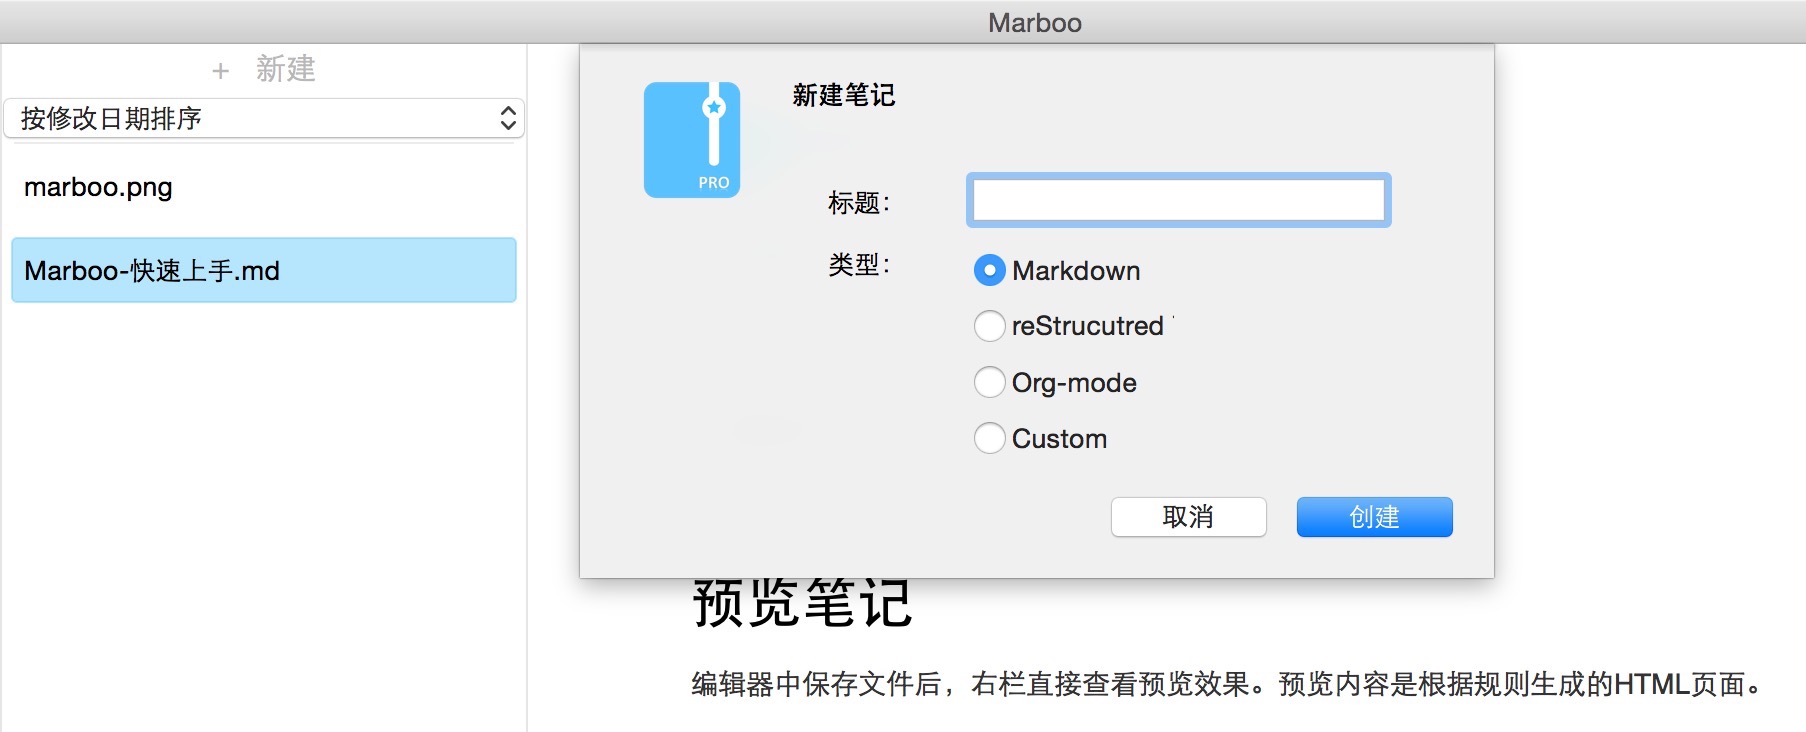 Marboo
+ 新建
按修改日期排序
marboo.png
Marboo-快速上手.md
PRO
新建笔记
标题：
类型：
Markdown
reStrucutred
Org-mode
Custom
取消
创建
预览笔记
编辑器中保存文件后，右栏直接查看预览效果。预览内容是根据规则生成的HTML页面。